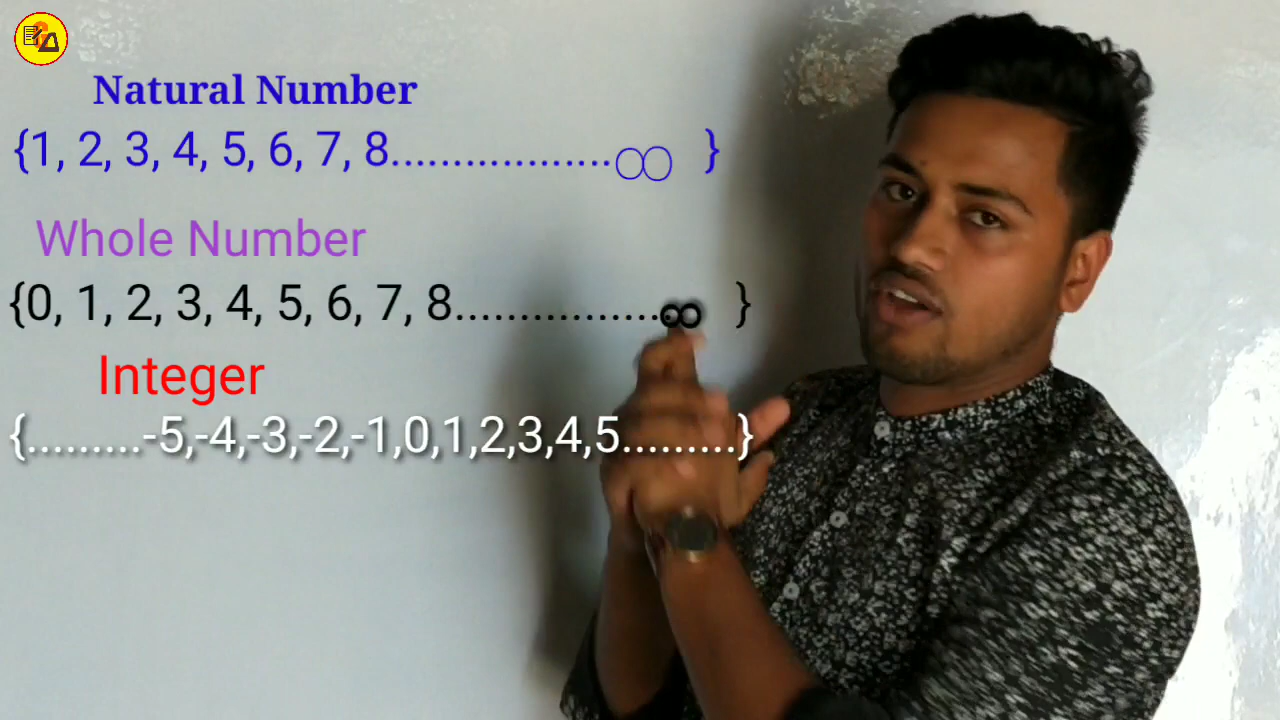 Natural Number
{1, 2, 3, 4, 5, 6, 7, 8..................∞ }
Whole Number
{0, 1, 2, 3, 4, 5, 6, 7, 8................∞ }
Integer
{.........-5,-4,-3,-2,-1,0,1,2,3,4,5.........}